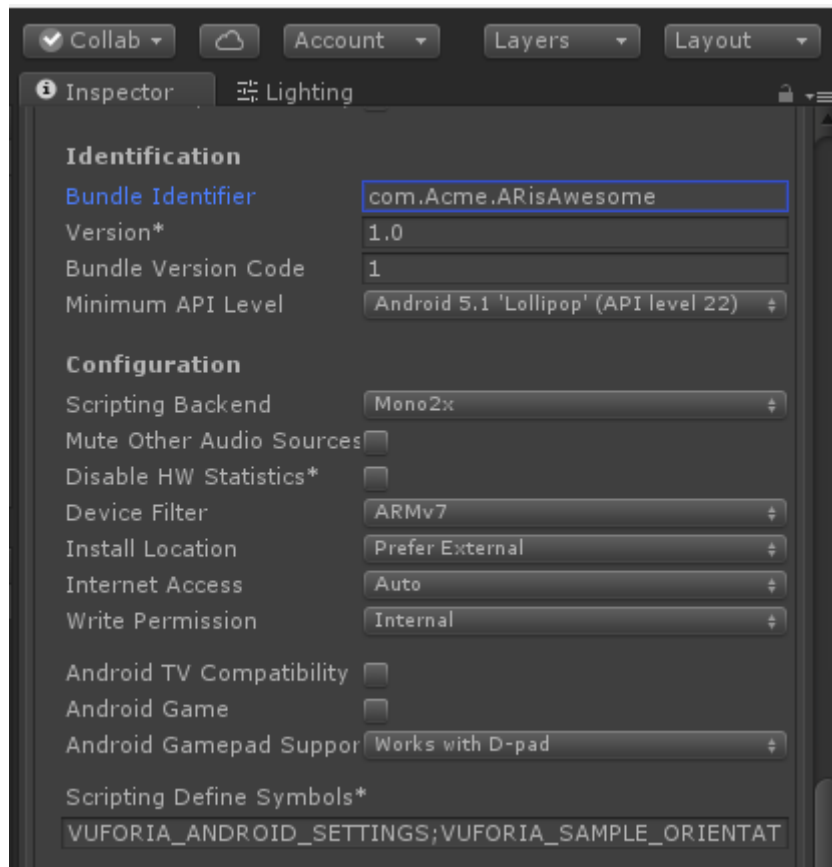 Collab Account Layers Layout
Inspector Lighting
Identification
Bundle Identifier com.Acme.ARisAwesome
Version* 1.0
Bundle Version Code 1
Minimum API Level Android 5.1 'Lollipop' (API level 22)
Configuration
Scripting Backend Mono2x
Mute Other Audio Sources
Disable HW Statistics*
Device Filter ARMv7
Install Location Prefer External
Internet Access Auto
Write Permission Internal
Android TV Compatibility
Android Game
Android Gamepad Suppor Works with D-pad
Scripting Define Symbols*
VUFORIA_ANDROID_SETTINGS;VUFORIA_SAMPLE_ORIENTAT